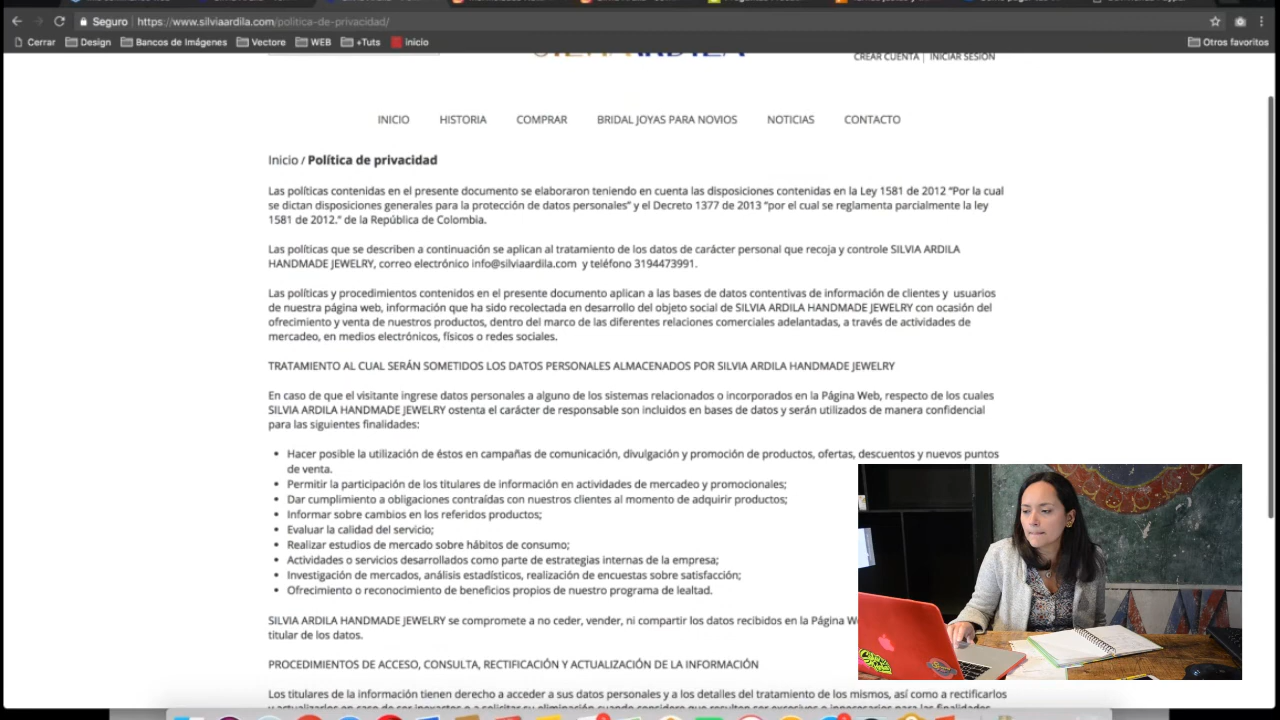 Seguro | https://www.silviaardila.com/politica-de-privacidad/
Cerrar Design Bancos de Imágenes Vectore WEB +Tuts inicio Otros favoritos
SILVIA ARDILA
CREAR CUENTA | INICIAR SESIÓN
INICIO HISTORIA COMPRAR BRIDAL JOYAS PARA NOVIOS NOTICIAS CONTACTO
Inicio / Política de privacidad
Las políticas contenidas en el presente documento se elaboraron teniendo en cuenta las disposiciones contenidas en la Ley 1581 de 2012 “Por la cual
se dictan disposiciones generales para la protección de datos personales” y el Decreto 1377 de 2013 “por el cual se reglamenta parcialmente la ley
1581 de 2012.” de la República de Colombia.
Las políticas que se describen a continuación se aplican al tratamiento de los datos de carácter personal que recoja y controle SILVIA ARDILA
HANDMADE JEWELRY, correo electrónico info@silviaardila.com y teléfono 3194473991.
Las políticas y procedimientos contenidos en el presente documento aplican a las bases de datos contentivas de información de clientes y usuarios
de nuestra página web, información que ha sido recolectada en desarrollo del objeto social de SILVIA ARDILA HANDMADE JEWELRY con ocasión del
ofrecimiento y venta de nuestros productos, dentro del marco de las diferentes relaciones comerciales adelantadas, a través de actividades de
mercadeo, en medios electrónicos, físicos o redes sociales.
TRATAMIENTO AL CUAL SERÁN SOMETIDOS LOS DATOS PERSONALES ALMACENADOS POR SILVIA ARDILA HANDMADE JEWELRY
En caso de que el visitante ingrese datos personales a alguno de los sistemas relacionados o incorporados en la Página Web, respecto de los cuales
SILVIA ARDILA HANDMADE JEWELRY ostenta el carácter de responsable son incluidos en bases de datos y serán utilizados de manera confidencial
para las siguientes finalidades:
• Hacer posible la utilización de éstos en campañas de comunicación, divulgación y promoción de productos, ofertas, descuentos y nuevos puntos
de venta.
• Permitir la participación de los titulares de información en actividades de mercadeo y promocionales;
• Dar cumplimiento a obligaciones contraídas con nuestros clientes al momento de adquirir productos;
• Informar sobre cambios en los referidos productos;
• Evaluar la calidad del servicio;
• Realizar estudios de mercado sobre hábitos de consumo;
• Actividades o servicios desarrollados como parte de estrategias internas de la empresa;
• Investigación de mercados, análisis estadísticos, realización de encuestas sobre satisfacción;
• Ofrecimiento o reconocimiento de beneficios propios de nuestro programa de lealtad.
SILVIA ARDILA HANDMADE JEWELRY se compromete a no ceder, vender, ni compartir los datos recibidos en la Página
titular de los datos.
PROCEDIMIENTOS DE ACCESO, CONSULTA, RECTIFICACIÓN Y ACTUALIZACIÓN DE LA INFORMACIÓN
Los titulares de la información tienen derecho a acceder a sus datos personales y a los detalles del tratamiento de los mismos, así como a rectificarlos